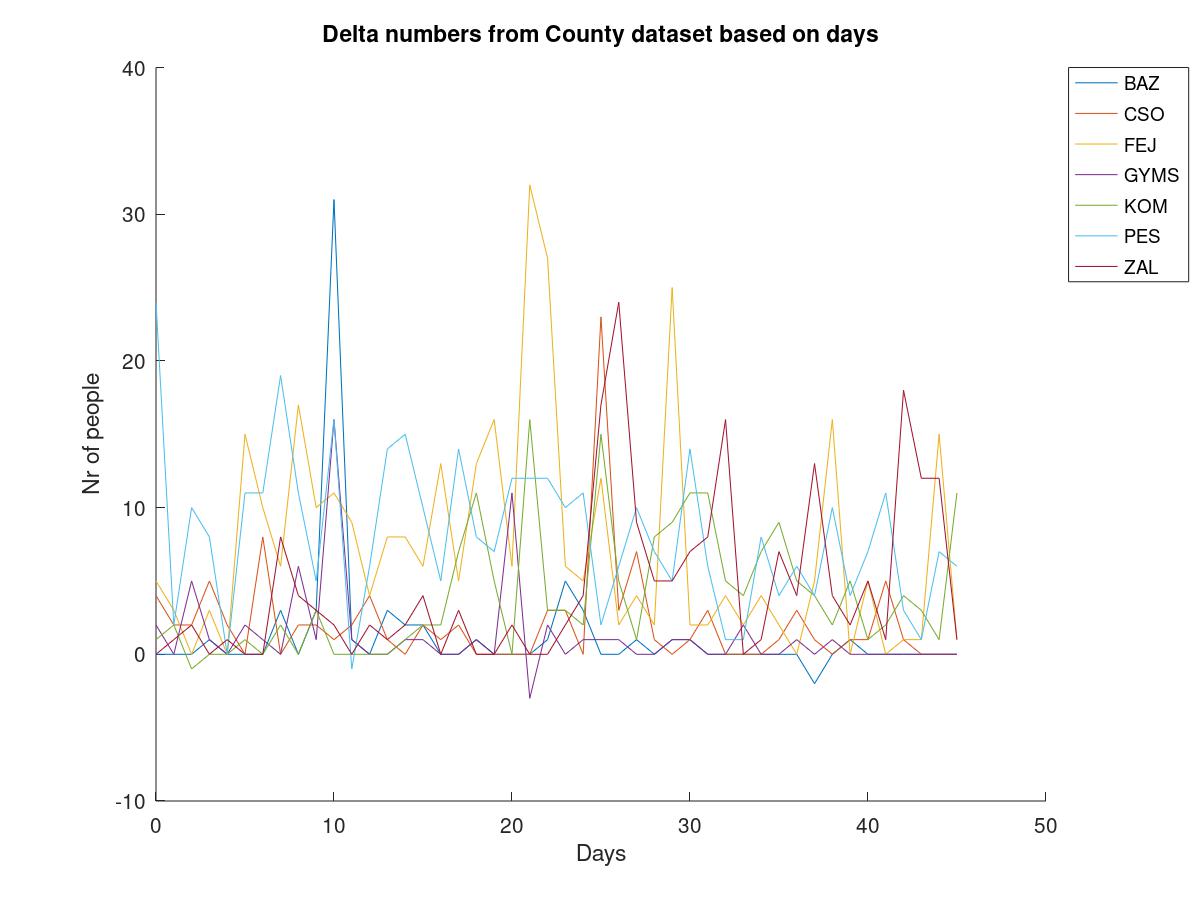 Delta numbers from County dataset based on days
40
30
20
10
0
-10
Nr of people
0 10 20 30 40 50
Days
BAZ
CSO
FEJ
GYMS
KOM
PES
ZAL